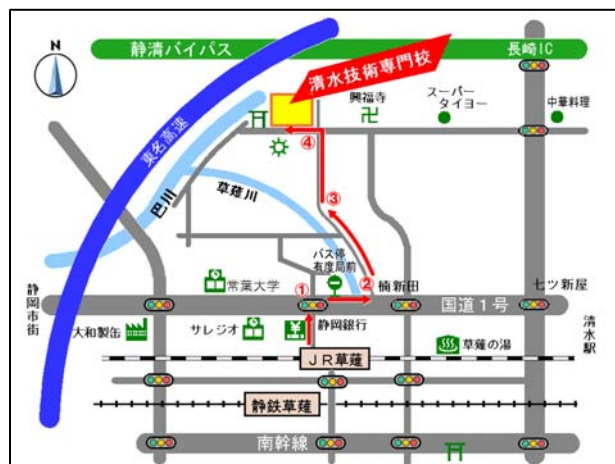 N
静清バイパス
長崎IC
清水技術専門校
興福寺
スーパー
タイヨー
中華料理
④
東名高速
巴川
草薙川
③
バス停
有度局前
②
①
常葉大学
楠新田
七ツ新屋
静岡市街
国道1号
大和製缶
サレジオ
静岡銀行
清水駅
JR草薙
草薙の湯
静鉄草薙
南幹線